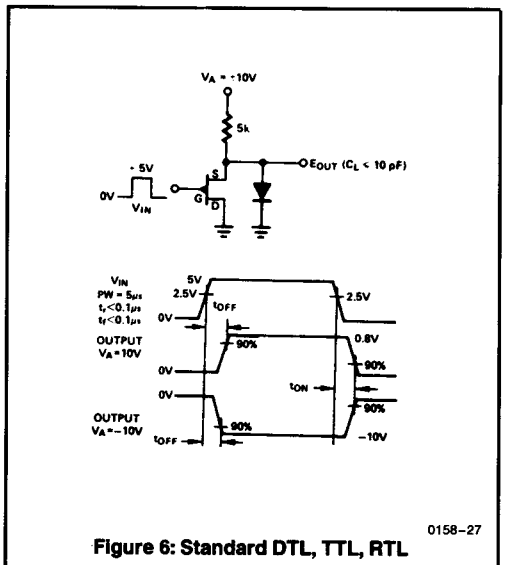 VA = +10V
5k
EOUT (CL < 10 pF)
S
G
D
+5V
0V
VIN
VIN
PW = 5µs
tr<0.1µs
tf<0.1µs
5V
2.5V
0V
tOFF
2.5V
OUTPUT
VA=10V
0V
90%
0.8V
90%
tON
0V
90%
OUTPUT
VA=-10V
tOFF
90%
-10V
0158-27
Figure 6: Standard DTL, TTL, RTL